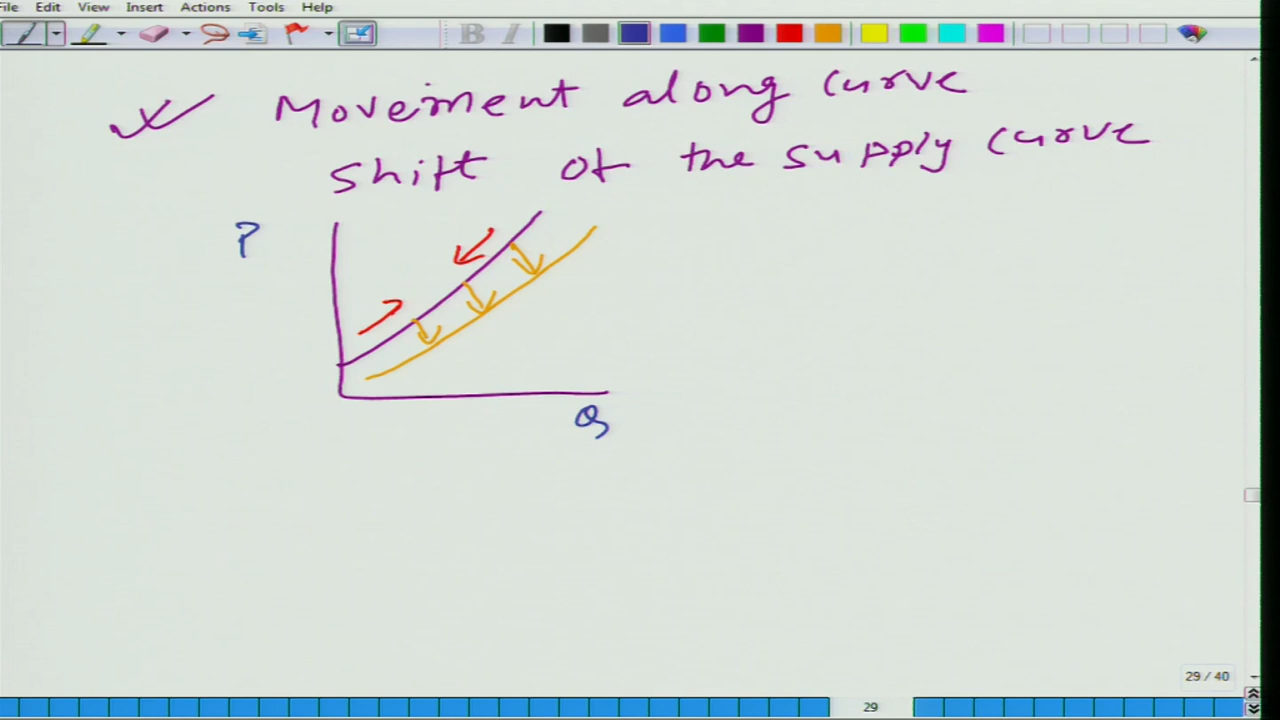 File Edit View Insert Actions Tools Help
B I
Movement along curve
shift of the supply curve
P
Q
29 / 40
29